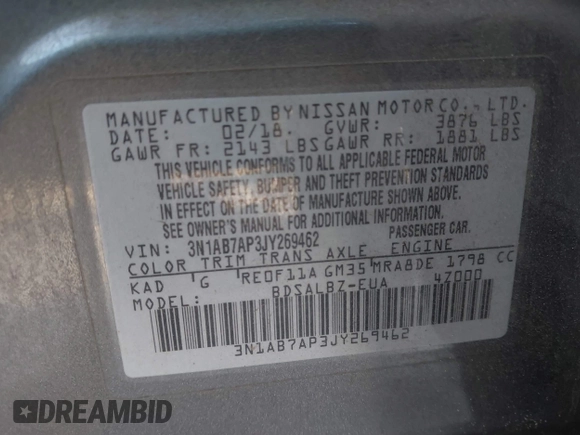 MANUFACTURED BY NISSAN MOTOR CO., LTD.
DATE: 02/18. GVWR: 3876 LBS
GAWR FR: 2143 LBS GAWR RR: 1881 LBS
THIS VEHICLE CONFORMS TO ALL APPLICABLE FEDERAL MOTOR
VEHICLE SAFETY, BUMPER AND THEFT PREVENTION STANDARDS
IN EFFECT ON THE DATE OF MANUFACTURE SHOWN ABOVE.
SEE OWNER'S MANUAL FOR ADDITIONAL INFORMATION.
VIN: 3N1AB7AP3JY269462 PASSENGER CAR.
COLOR TRIM TRANS AXLE ENGINE
KAD G RE0F11A GM35 MRA8DE 1798 CC
MODEL: BDSALBZ-EUA 4Z000
3N1AB7AP3JY269462
DREAMBID